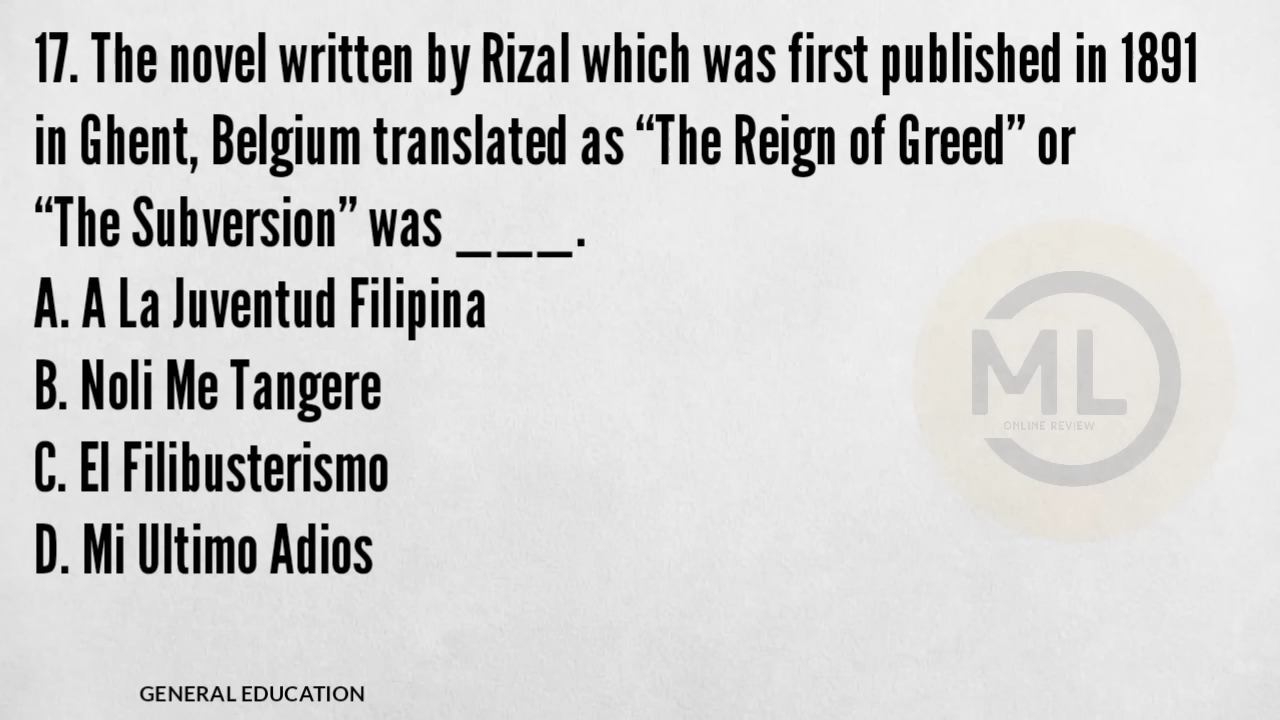 17. The novel written by Rizal which was first published in 1891
in Ghent, Belgium translated as “The Reign of Greed” or
“The Subversion” was ___.
A. A La Juventud Filipina
B. Noli Me Tangere
C. El Filibusterismo
D. Mi Ultimo Adios
ML
ONLINE REVIEW
GENERAL EDUCATION